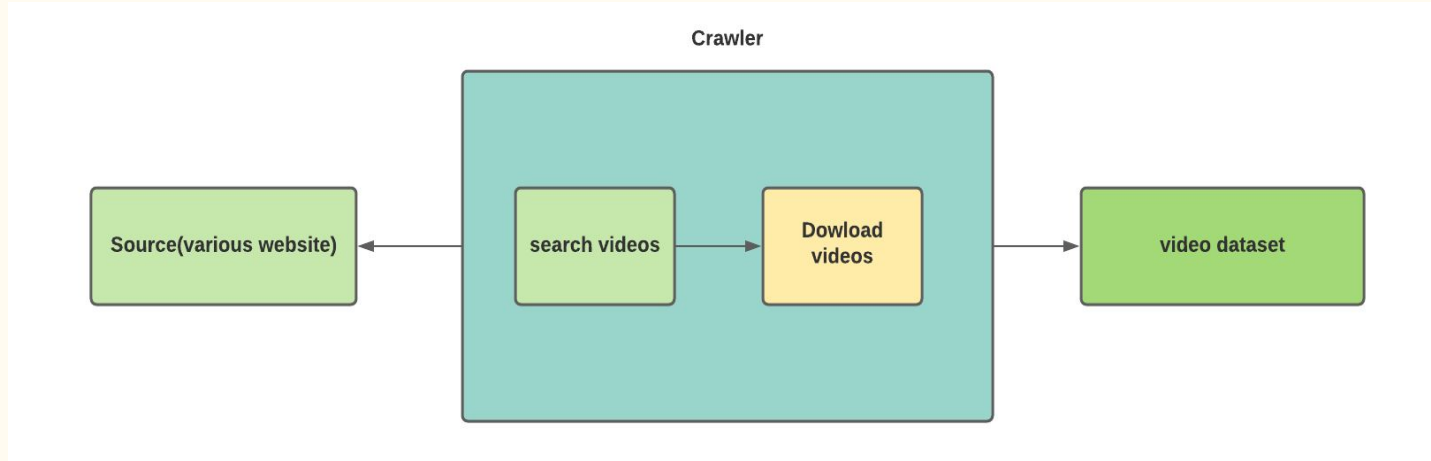 Crawler
Source(various website)
search videos
Dowload
videos
video dataset